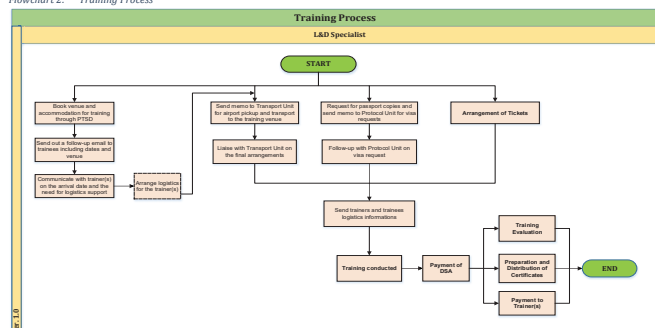 Flowchart 2. Training Process
Training Process
L&D Specialist
START
Book venue and
accommodation for training
through PTSD
Send out a follow-up email to
trainees including dates and
venue
Communicate with trainer(s)
on the arrival date and the
need for logistics support
Arrange logistics
for the trainer(s)
Send memo to Transport Unit
for airport pickup and transport
to the training venue
Liaise with Transport Unit on
the final arrangements
Request for passport copies and
send memo to Protocol Unit for visa
requests
Follow-up with Protocol Unit on
visa request
Arrangement of Tickets
Send trainers and trainees
logistics informations
Training conducted
Payment of
DSA
Training
Evaluation
Preparation and
Distribution of
Certificates
Payment to
Trainer(s)
END
er. 1.0